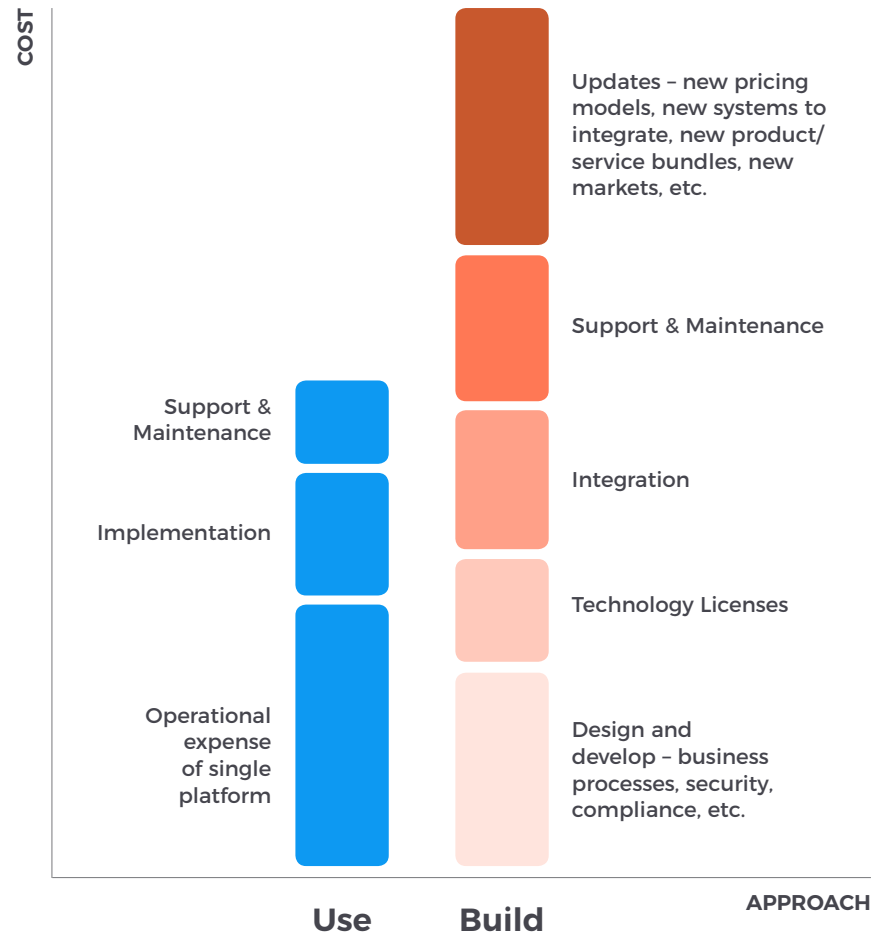 COST
Updates – new pricing
models, new systems to
integrate, new product/
service bundles, new
markets, etc.
Support & Maintenance
Support &
Maintenance
Integration
Implementation
Technology Licenses
Operational
expense
of single
platform
Design and
develop – business
processes, security,
compliance, etc.
APPROACH
Use
Build